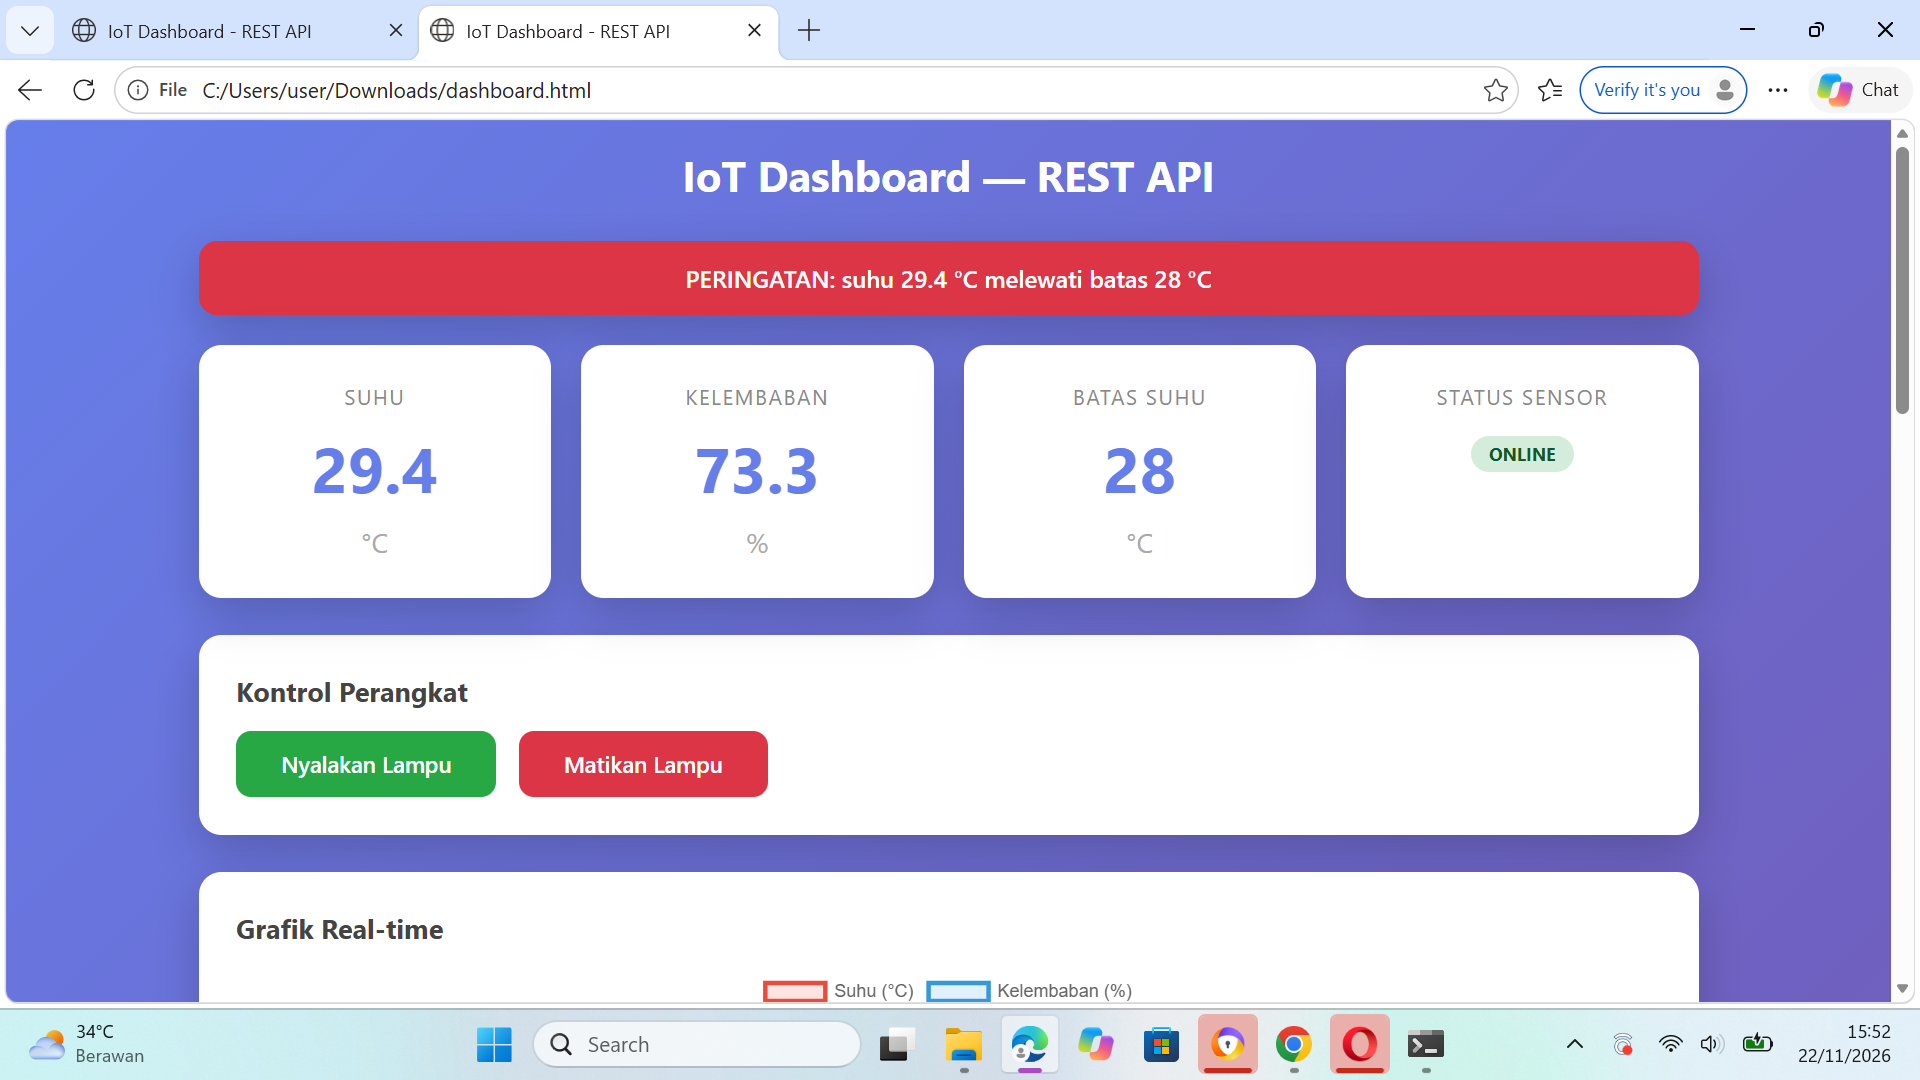 IoT Dashboard - REST API
IoT Dashboard - REST API
File C:/Users/user/Downloads/dashboard.html
Verify it's you
Chat
IoT Dashboard — REST API
PERINGATAN: suhu 29.4 °C melewati batas 28 °C
SUHU
29.4
°C
KELEMBABAN
73.3
%
BATAS SUHU
28
°C
STATUS SENSOR
ONLINE
Kontrol Perangkat
Nyalakan Lampu
Matikan Lampu
Grafik Real-time
Suhu (°C)
Kelembaban (%)
34°C
Berawan
Search
15:52
22/11/2026